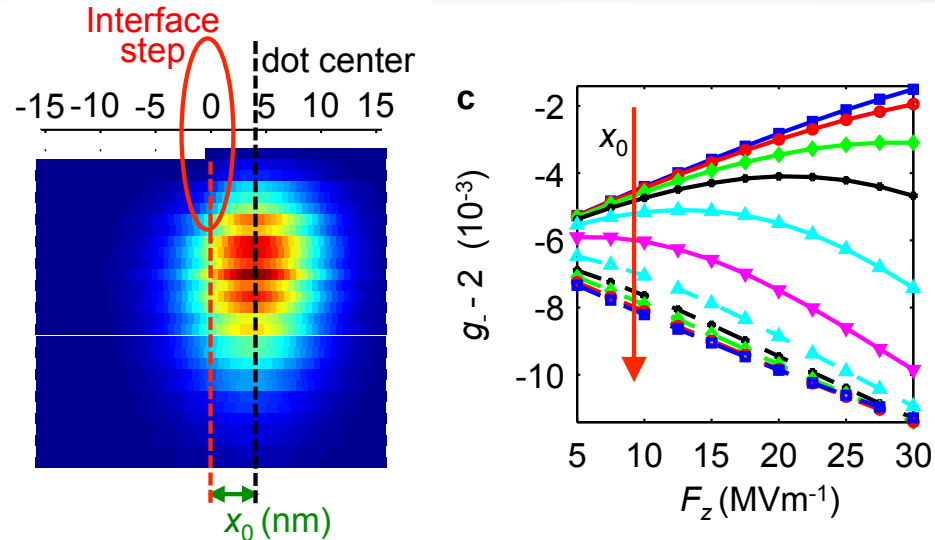 Interface
step
dot center
-15 -10 -5 0 5 10 15
x₀ (nm)
c
x₀
-2
-4
-6
-8
-10
g₋ - 2 (10⁻³)
5 10 15 20 25 30
F_z (MVm⁻¹)